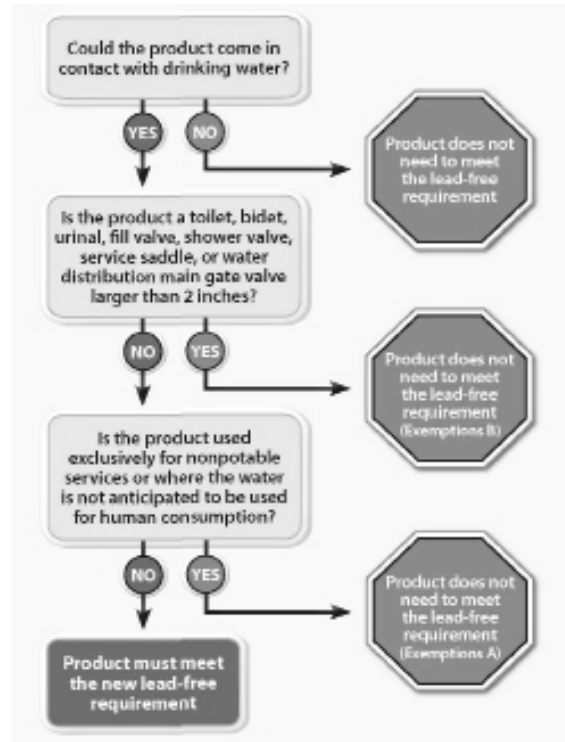 Could the product come in
contact with drinking water?
YES
NO
Product does not
need to meet
the lead-free
requirement
Is the product a toilet, bidet,
urinal, fill valve, shower valve,
service saddle, or water
distribution main gate valve
larger than 2 inches?
NO
YES
Product does not
need to meet
the lead-free
requirement
(Exemptions B)
Is the product used
exclusively for nonpotable
services or where the water
is not anticipated to be used
for human consumption?
NO
YES
Product does not
need to meet
the lead-free
requirement
(Exemptions A)
Product must meet
the new lead-free
requirement